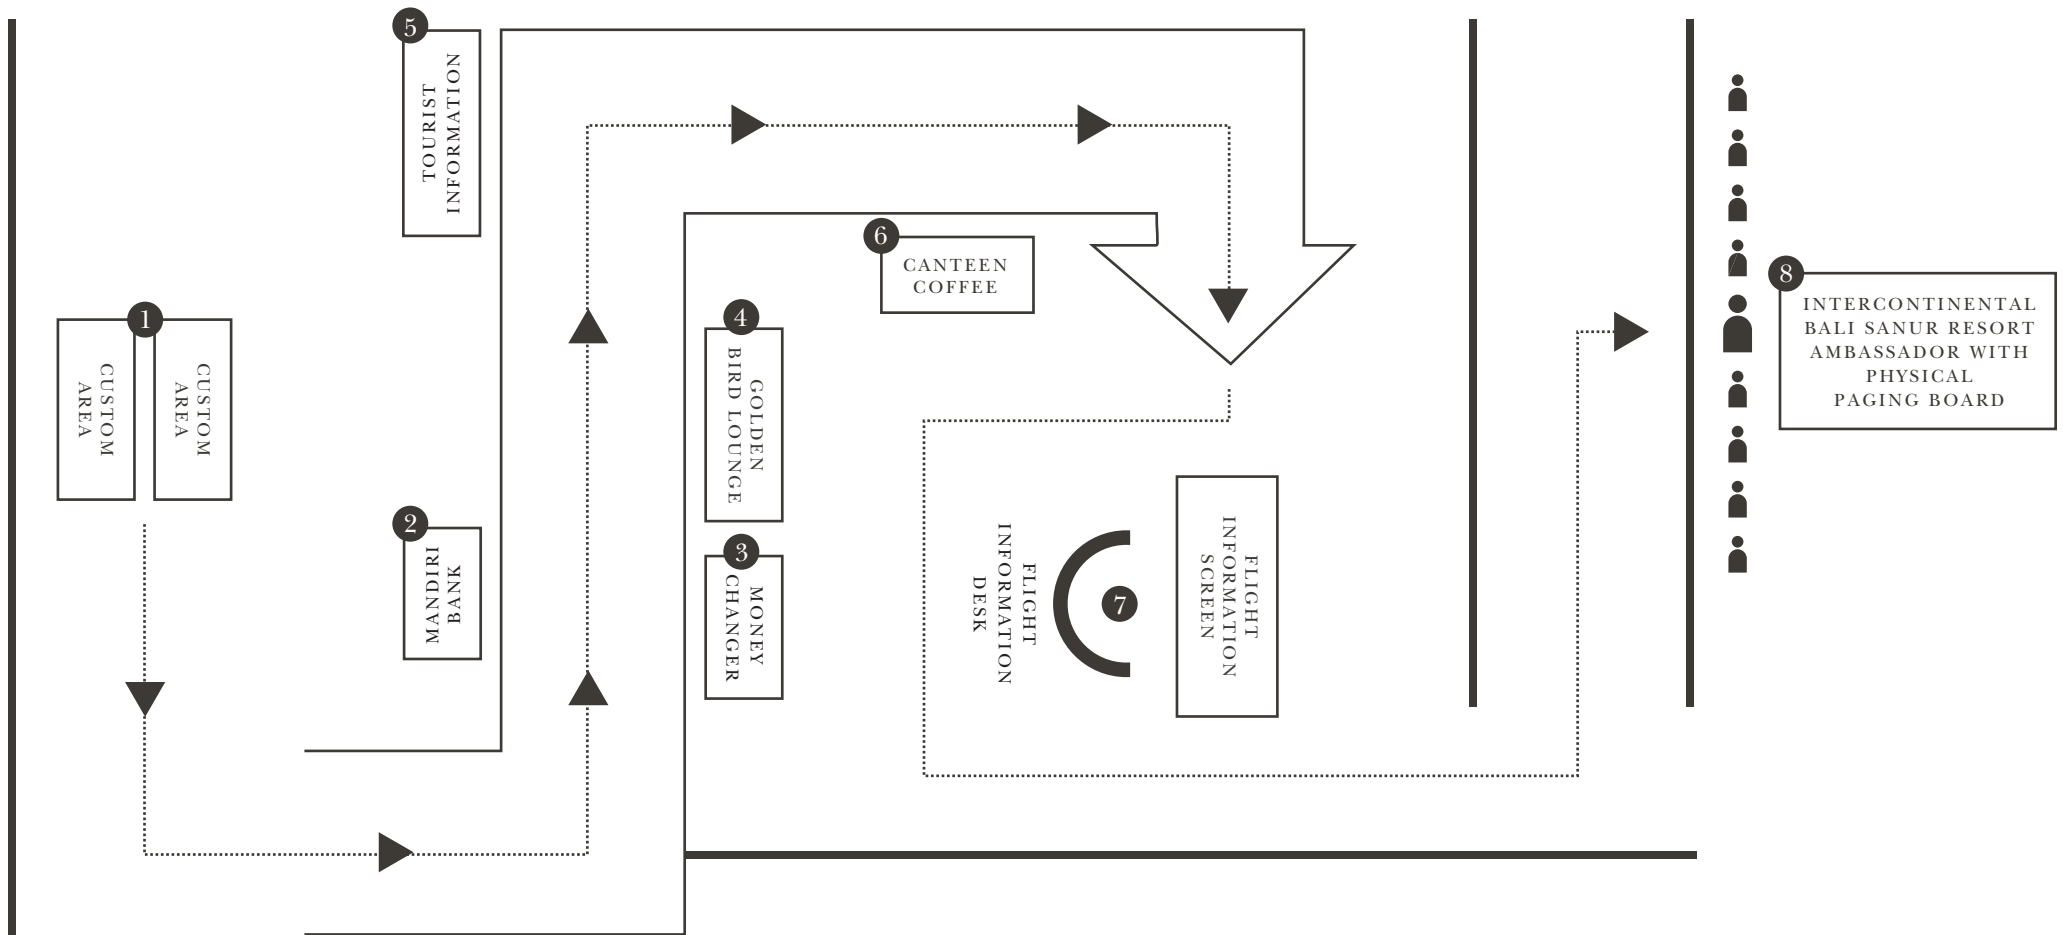 1
CUSTOM
AREA
CUSTOM
AREA
2
MANDIRI
BANK
3
MONEY
CHANGER
4
GOLDEN
BIRD LOUNGE
5
TOURIST
INFORMATION
6
CANTEEN
COFFEE
7
FLIGHT
INFORMATION
DESK
FLIGHT
INFORMATION
SCREEN
8
INTERCONTINENTAL
BALI SANUR RESORT
AMBASSADOR WITH
PHYSICAL
PAGING BOARD